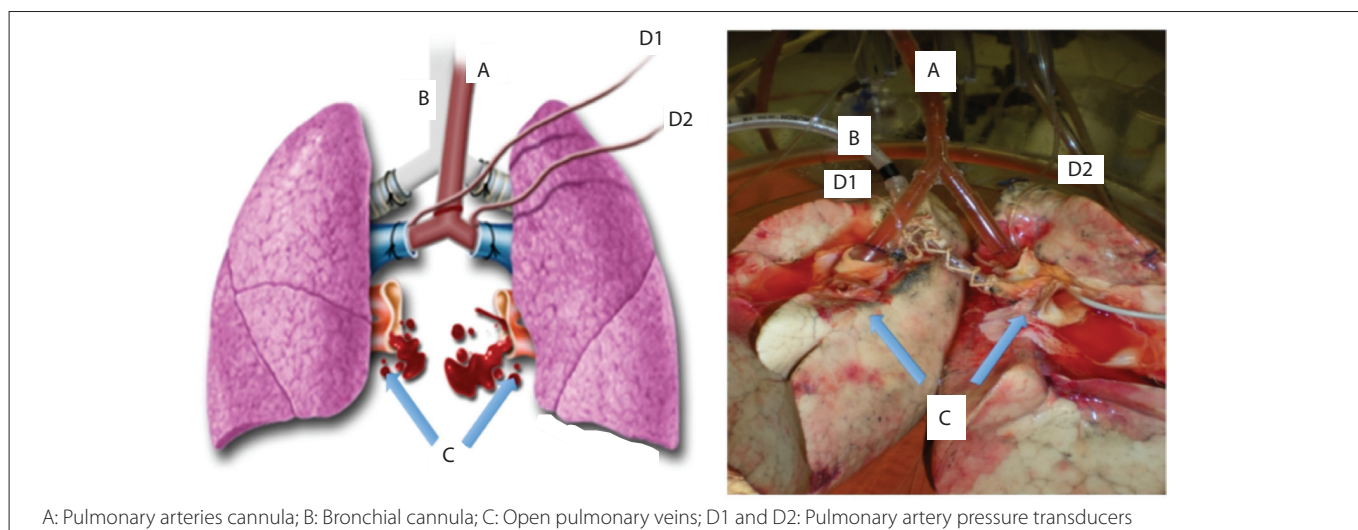 D1
A
B
D2
C
A
B
D1
D2
C
A: Pulmonary arteries cannula; B: Bronchial cannula; C: Open pulmonary veins; D1 and D2: Pulmonary artery pressure transducers